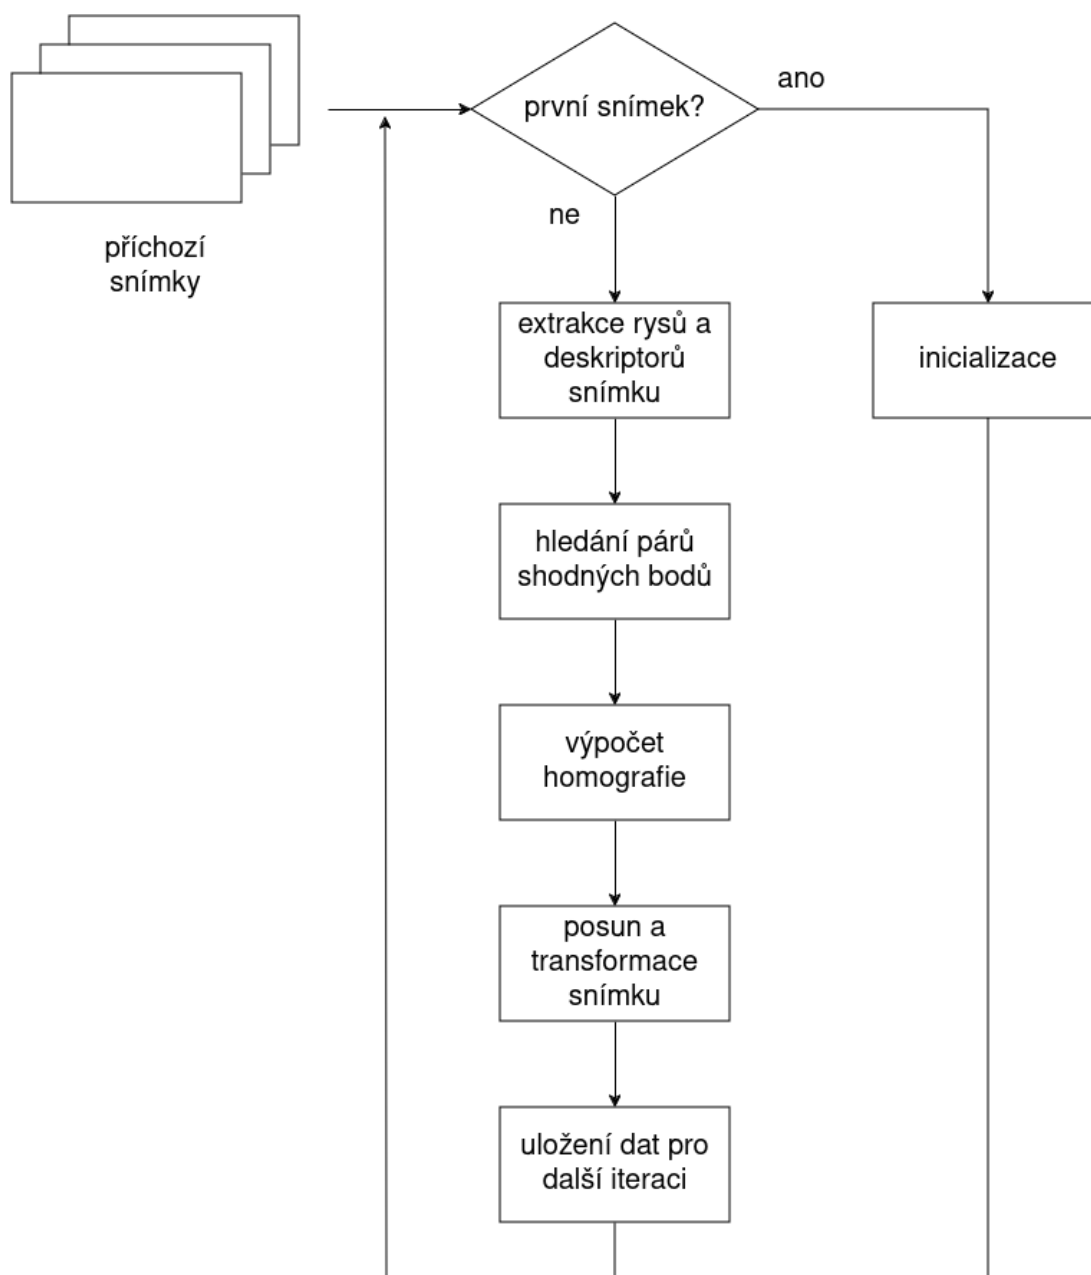 první snímek?
ano
ne
příchozí
snímky
extrakce rysů a
deskriptorů
snímku
inicializace
hledání párů
shodných bodů
výpočet
homografie
posun a
transformace
snímku
uložení dat pro
další iteraci